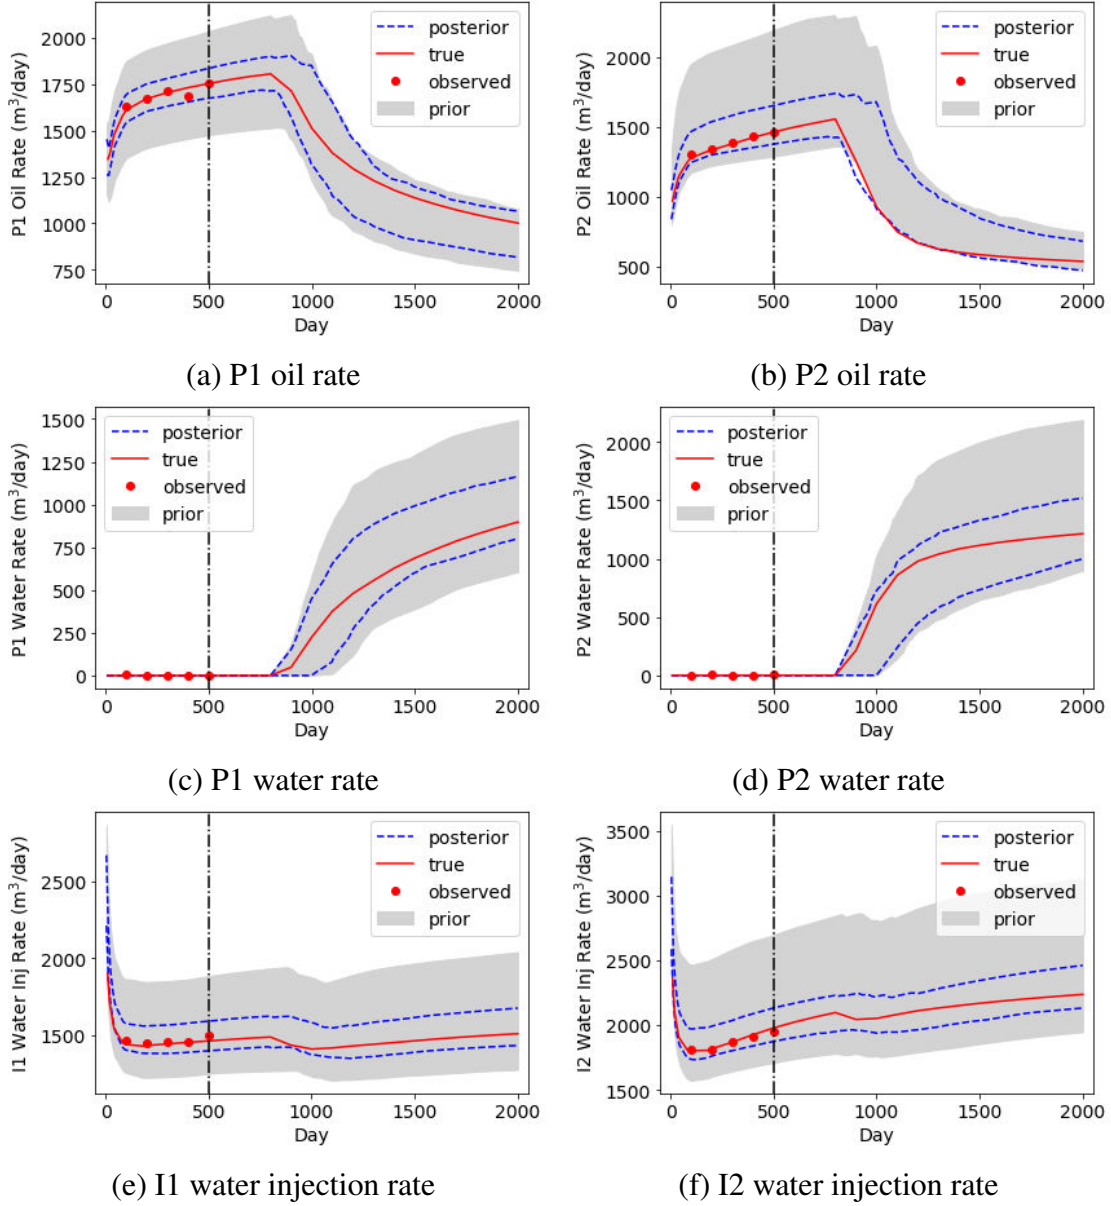 P1 Oil Rate (m³/day)
2000
1750
1500
1250
1000
750
posterior
true
observed
prior
0 500 1000 1500 2000
Day
(a) P1 oil rate
P2 Oil Rate (m³/day)
2000
1500
1000
500
posterior
true
observed
prior
0 500 1000 1500 2000
Day
(b) P2 oil rate
P1 Water Rate (m³/day)
1500
1250
1000
750
500
250
0
posterior
true
observed
prior
0 500 1000 1500 2000
Day
(c) P1 water rate
P2 Water Rate (m³/day)
2000
1500
1000
500
0
posterior
true
observed
prior
0 500 1000 1500 2000
Day
(d) P2 water rate
I1 Water Inj Rate (m³/day)
2500
2000
1500
posterior
true
observed
prior
0 500 1000 1500 2000
Day
(e) I1 water injection rate
I2 Water Inj Rate (m³/day)
3500
3000
2500
2000
1500
posterior
true
observed
prior
0 500 1000 1500 2000
Day
(f) I2 water injection rate